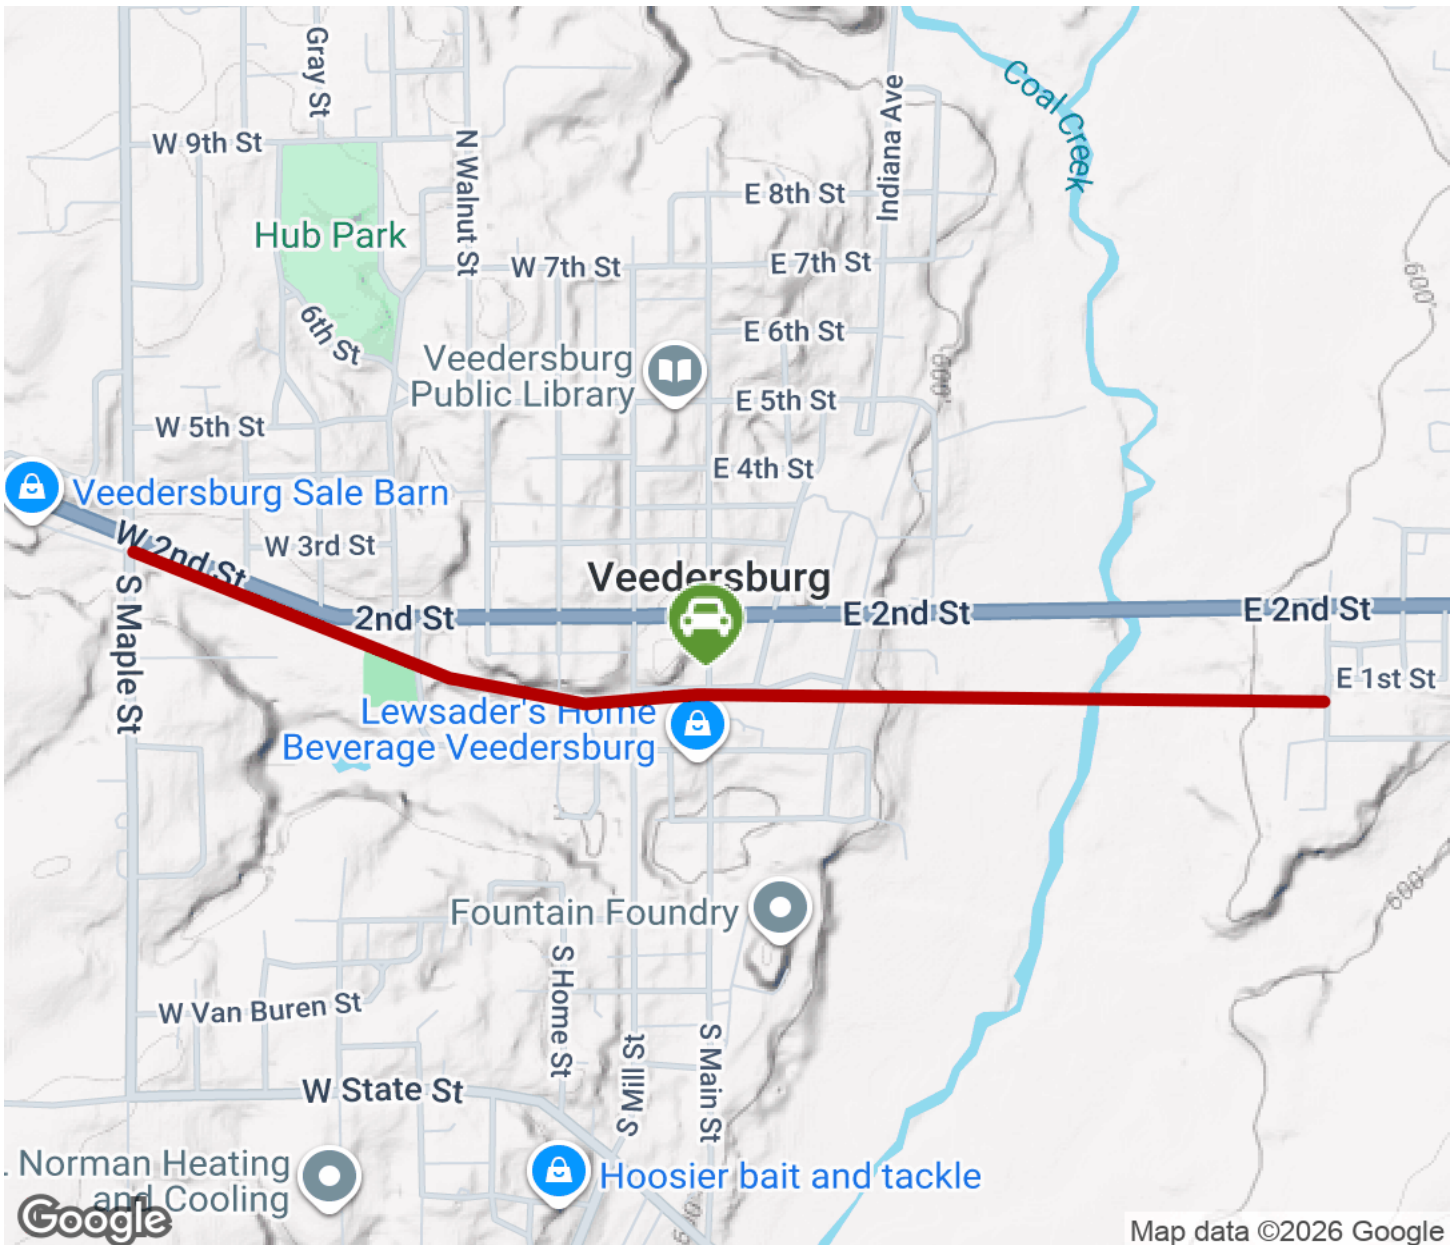 Gray St
Coal Creek
Indiana Ave
W 9th St
N Walnut St
E 8th St
Hub Park
W 7th St
E 7th St
600'
6th St
E 6th St
Veedersburg
Public Library
600'
E 5th St
W 5th St
E 4th St
Veedersburg Sale Barn
W 2nd St
W 3rd St
Veedersburg
S Maple St
2nd St
E 2nd St
E 2nd St
E 1st St
Lewsader's Home
Beverage Veedersburg
600'
Fountain Foundry
S Home St
W Van Buren St
S Mill St
S Main St
W State St
. Norman Heating
and Cooling
Hoosier bait and tackle
Google
Map data ©2026 Google